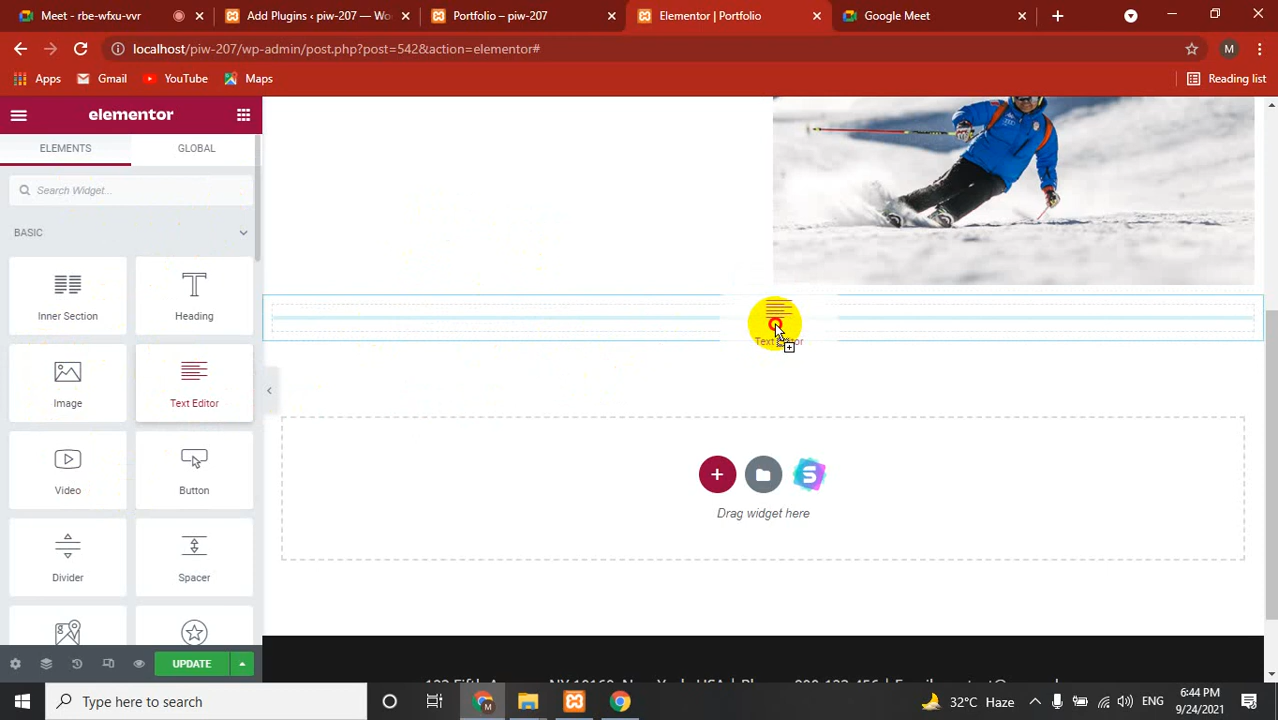 Meet - rbe-wfxu-vvr
Add Plugins ‹ piw-207 — Wo
Portfolio – piw-207
Elementor | Portfolio
Google Meet
localhost/piw-207/wp-admin/post.php?post=542&action=elementor#
M
Apps
Gmail
YouTube
Maps
Reading list
elementor
ELEMENTS
GLOBAL
Search Widget...
BASIC
Inner Section
Heading
Image
Text Editor
Video
Button
Divider
Spacer
UPDATE
Drag widget here
Type here to search
32°C Haze
ENG
6:44 PM
9/24/2021